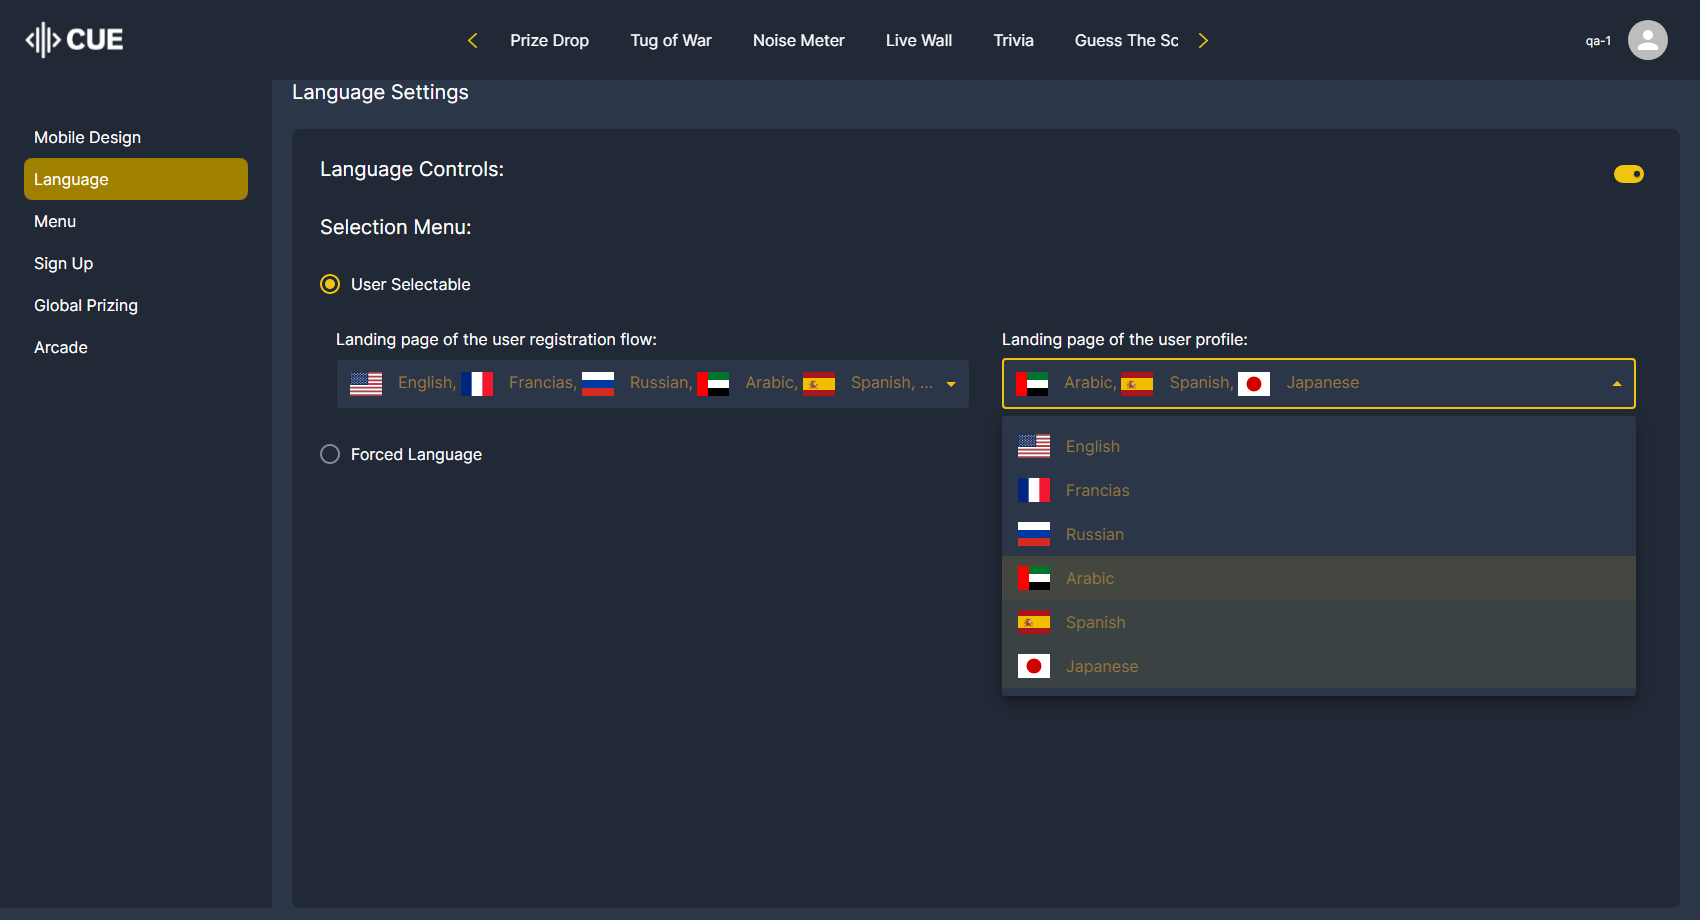 CUE
Prize Drop Tug of War Noise Meter Live Wall Trivia Guess The Sc
qa-1
Mobile Design
Language
Menu
Sign Up
Global Prizing
Arcade
Language Settings
Language Controls:
Selection Menu:
User Selectable
Landing page of the user registration flow:
English, Francias, Russian, Arabic, Spanish, ...
Landing page of the user profile:
Arabic, Spanish, Japanese
English
Francias
Russian
Arabic
Spanish
Japanese
Forced Language